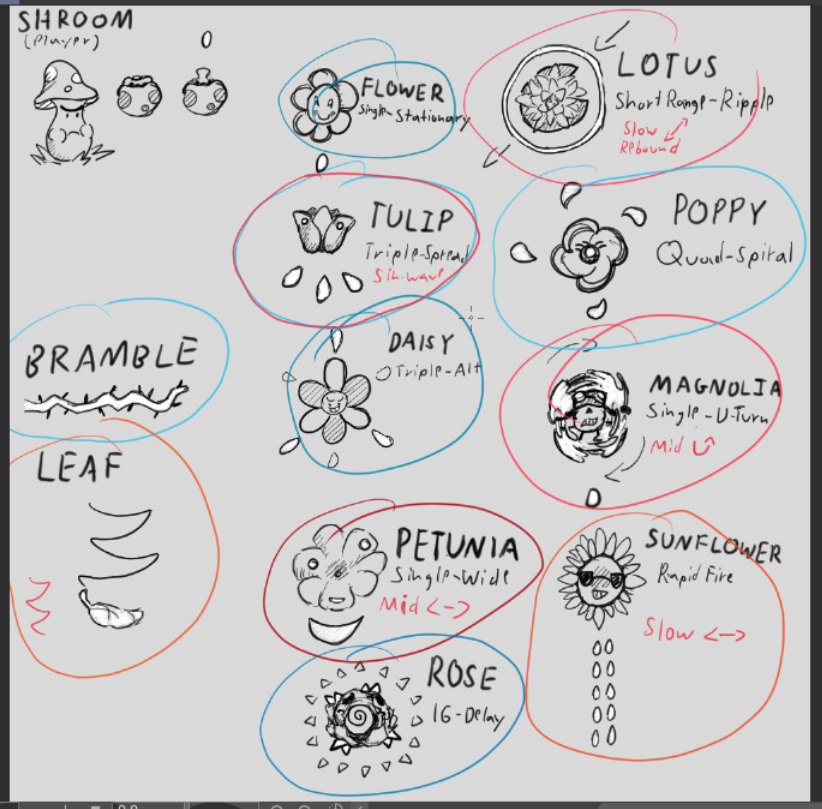 SHROOM
(Player)
FLOWER
Single-Stationary
LOTUS
Short Range-Ripple
Slow
Rebound
TULIP
Triple-Spread
Sin-wave
POPPY
Quad-Spiral
BRAMBLE
DAISY
Triple-Alt
MAGNOLIA
Single-U-Turn
Mid
LEAF
PETUNIA
Single-Wide
Mid <->
SUNFLOWER
Rapid Fire
Slow <->
ROSE
16-Delay